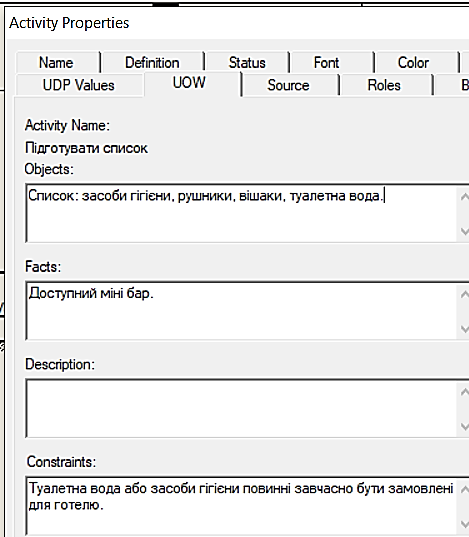 Activity Properties
Name Definition Status Font Color
UDP Values UOW Source Roles B
Activity Name:
Підготувати список
Objects:
Список: засоби гігієни, рушники, вішаки, туалетна вода.
Facts:
Доступний міні бар.
Description:
Constraints:
Туалетна вода або засоби гігієни повинні завчасно бути замовлені
для готелю.